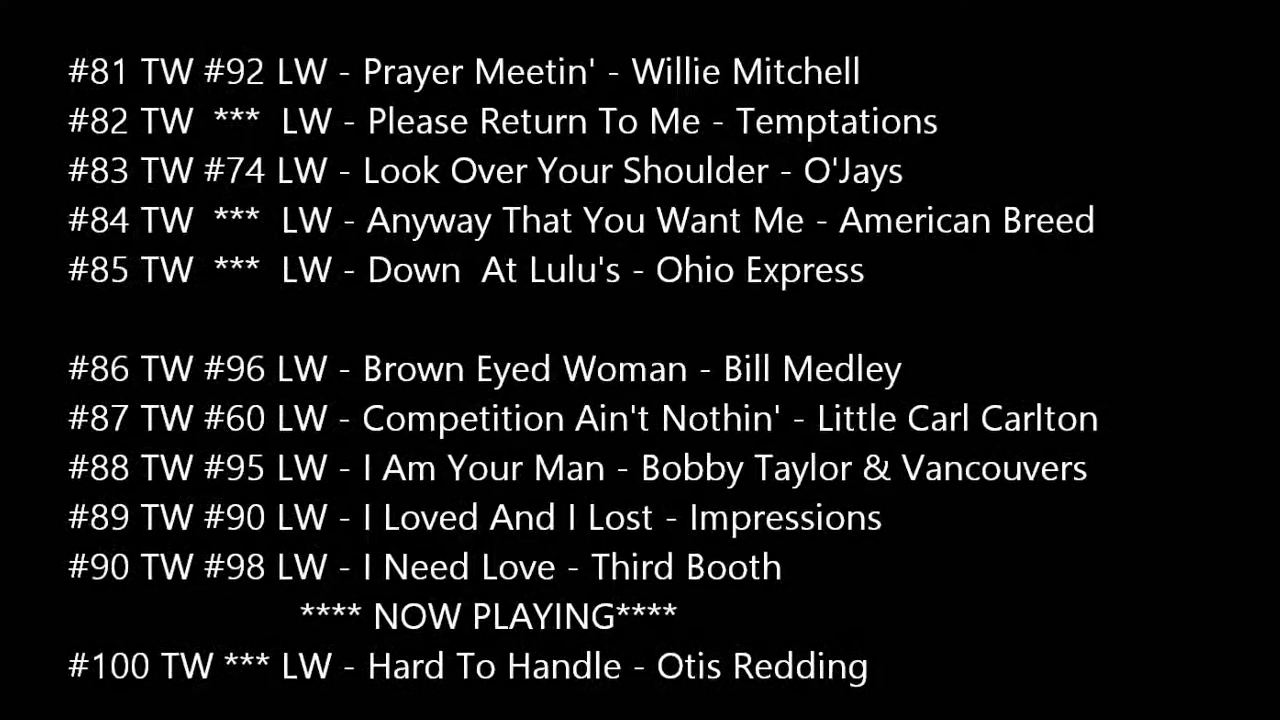 #81 TW #92 LW - Prayer Meetin' - Willie Mitchell
#82 TW *** LW - Please Return To Me - Temptations
#83 TW #74 LW - Look Over Your Shoulder - O'Jays
#84 TW *** LW - Anyway That You Want Me - American Breed
#85 TW *** LW - Down At Lulu's - Ohio Express
#86 TW #96 LW - Brown Eyed Woman - Bill Medley
#87 TW #60 LW - Competition Ain't Nothin' - Little Carl Carlton
#88 TW #95 LW - I Am Your Man - Bobby Taylor & Vancouvers
#89 TW #90 LW - I Loved And I Lost - Impressions
#90 TW #98 LW - I Need Love - Third Booth
**** NOW PLAYING****
#100 TW *** LW - Hard To Handle - Otis Redding